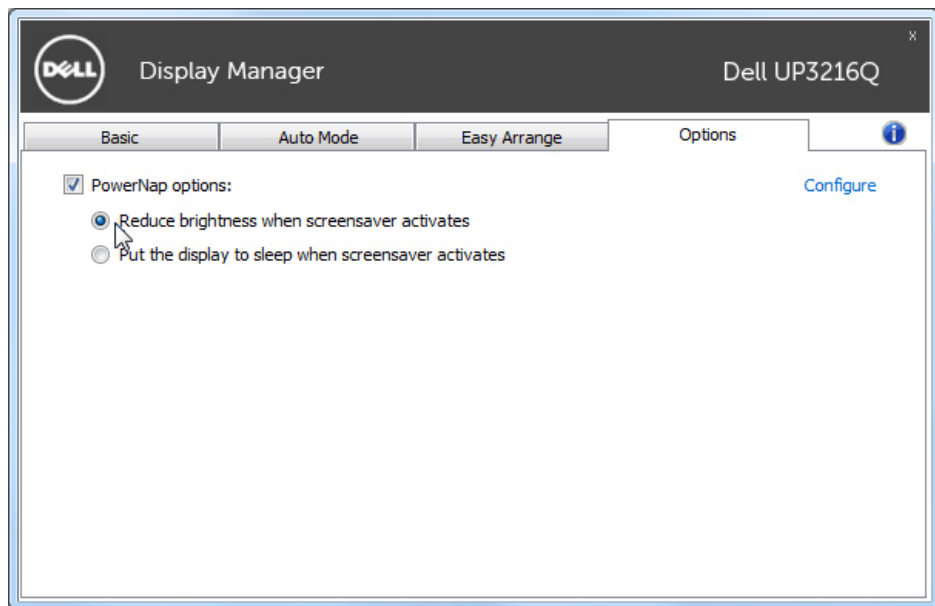 x
DELL Display Manager Dell UP3216Q
Basic Auto Mode Easy Arrange Options i
PowerNap options: Configure
Reduce brightness when screensaver activates
Put the display to sleep when screensaver activates